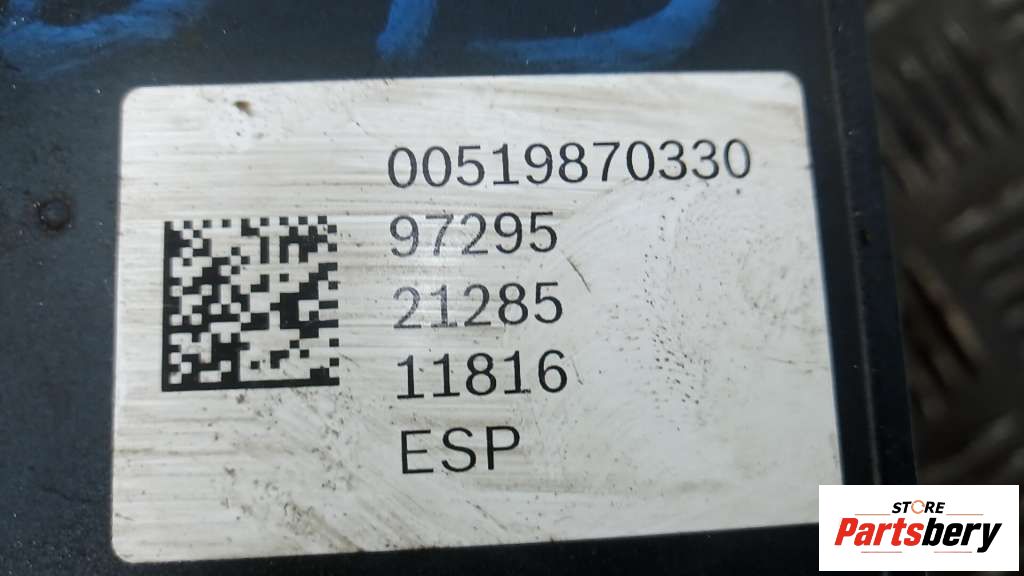 00519870330
97295
21285
11816
ESP
STORE
Partsbery